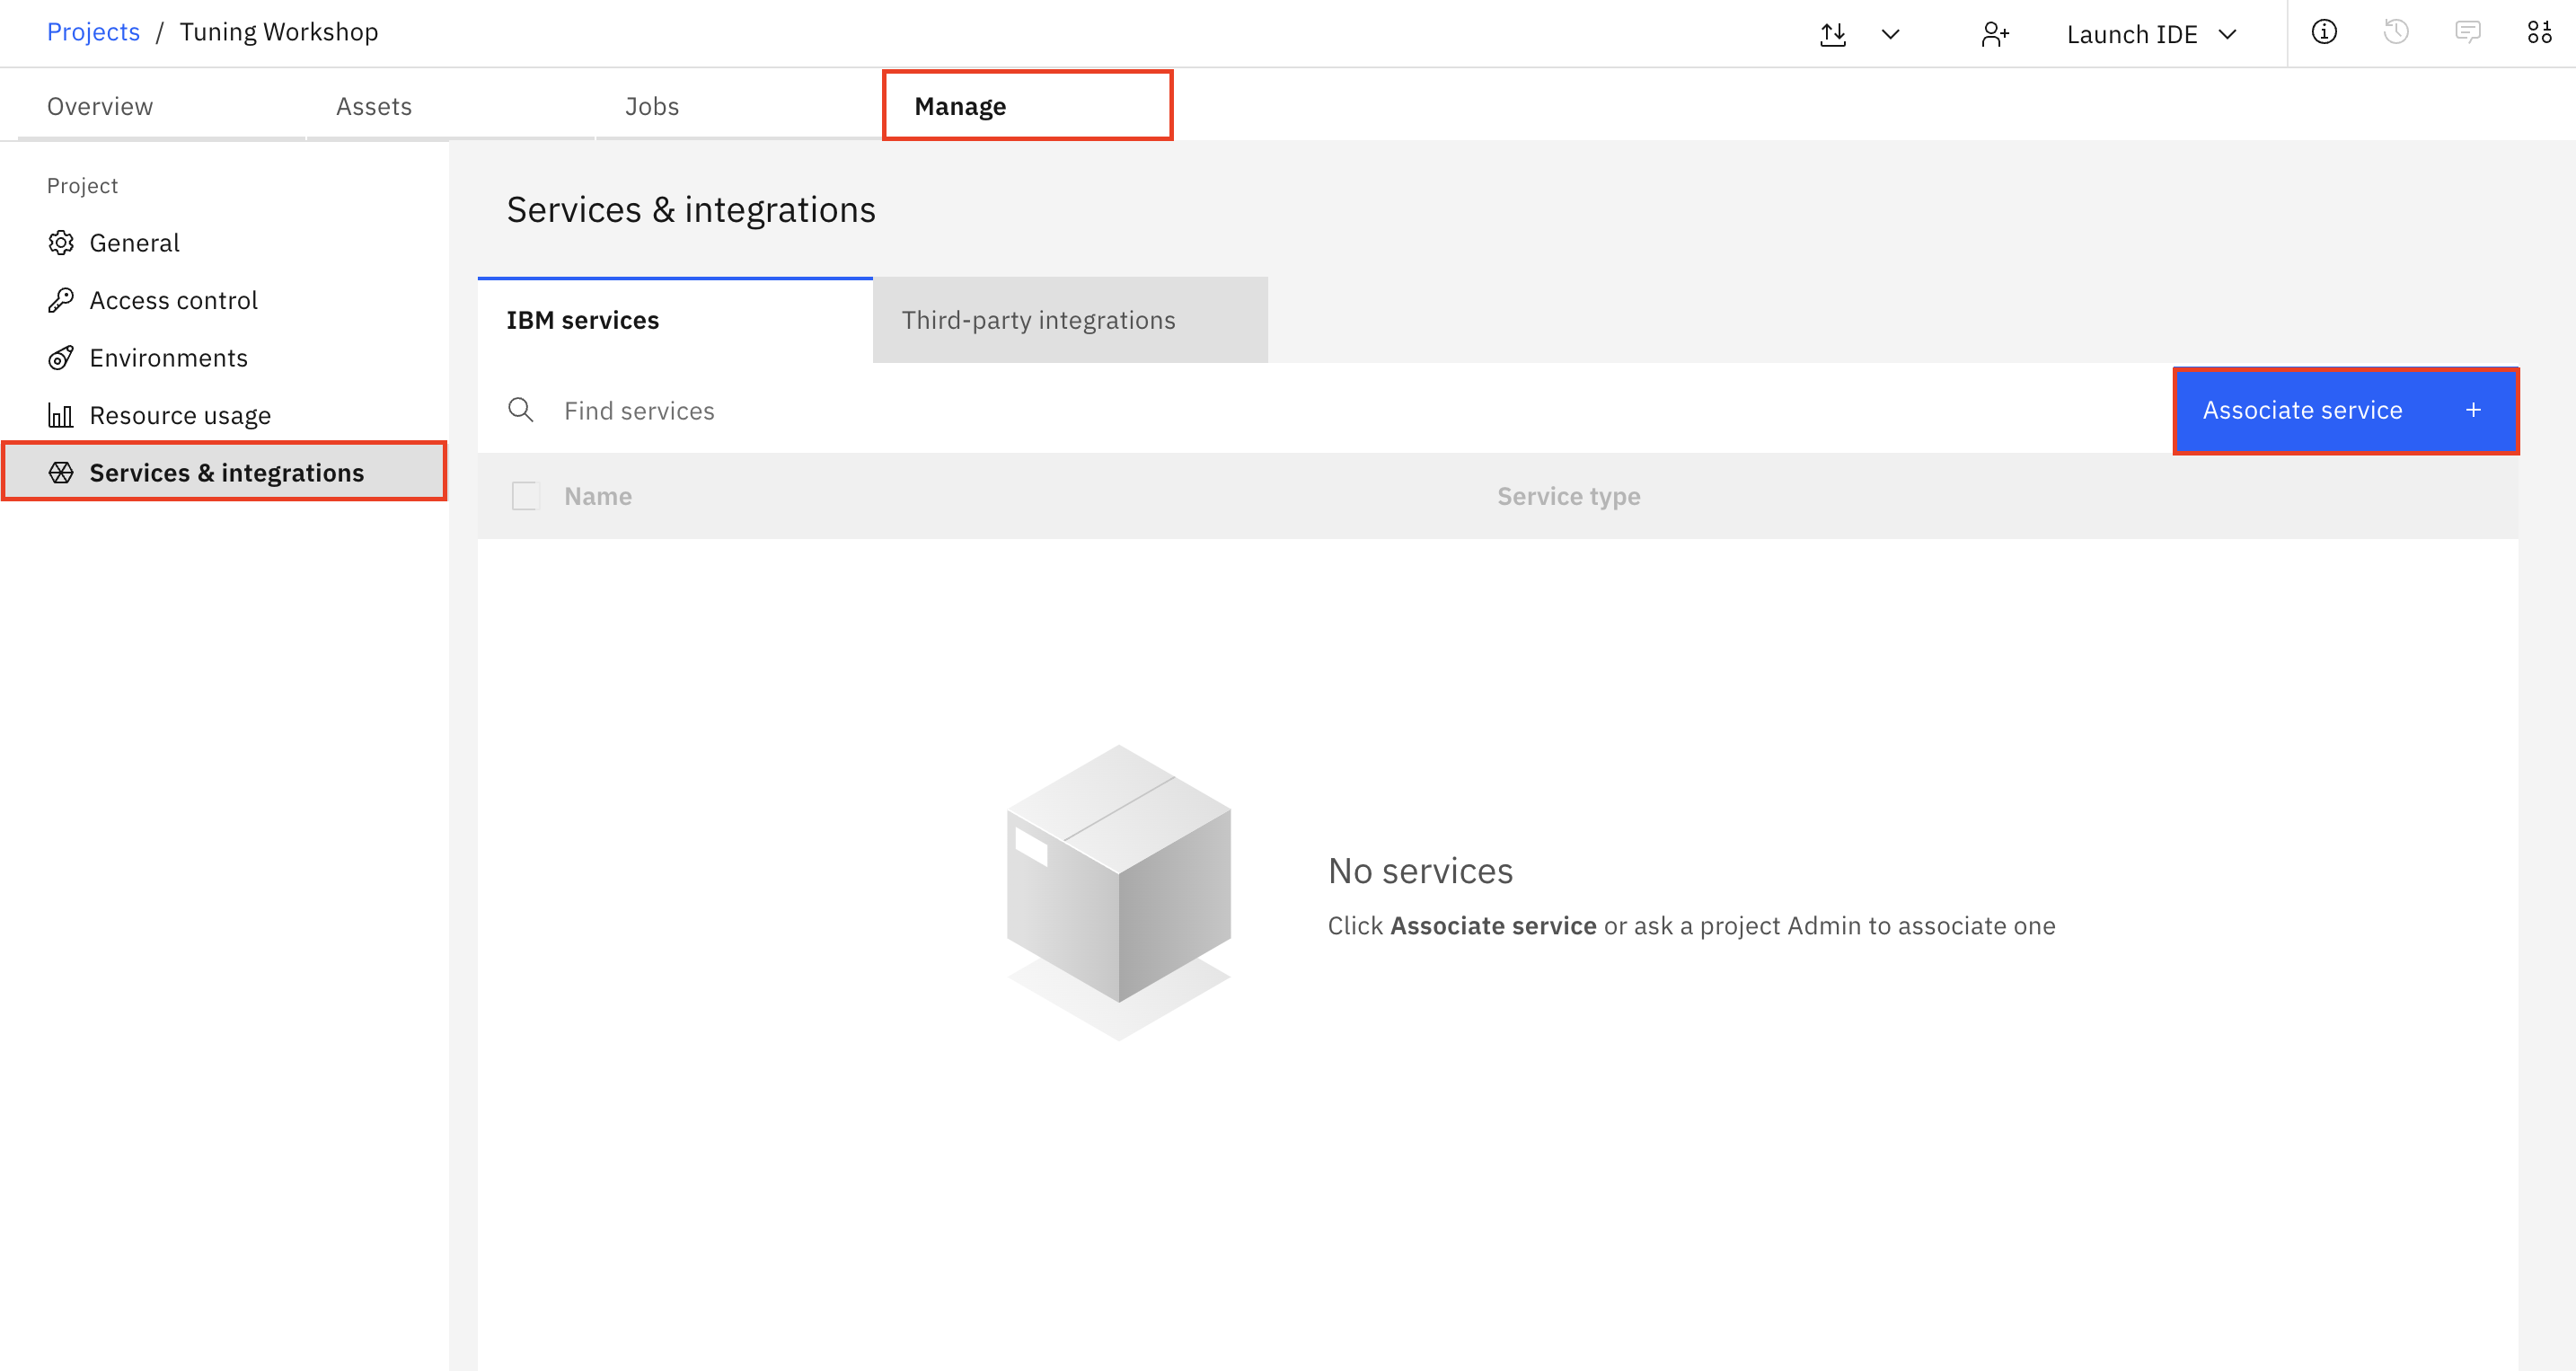 Projects / Tuning Workshop
Launch IDE
Overview
Assets
Jobs
Manage
Project
General
Access control
Environments
Resource usage
Services & integrations
Services & integrations
IBM services
Third-party integrations
Find services
Associate service +
Name
Service type
No services
Click Associate service or ask a project Admin to associate one